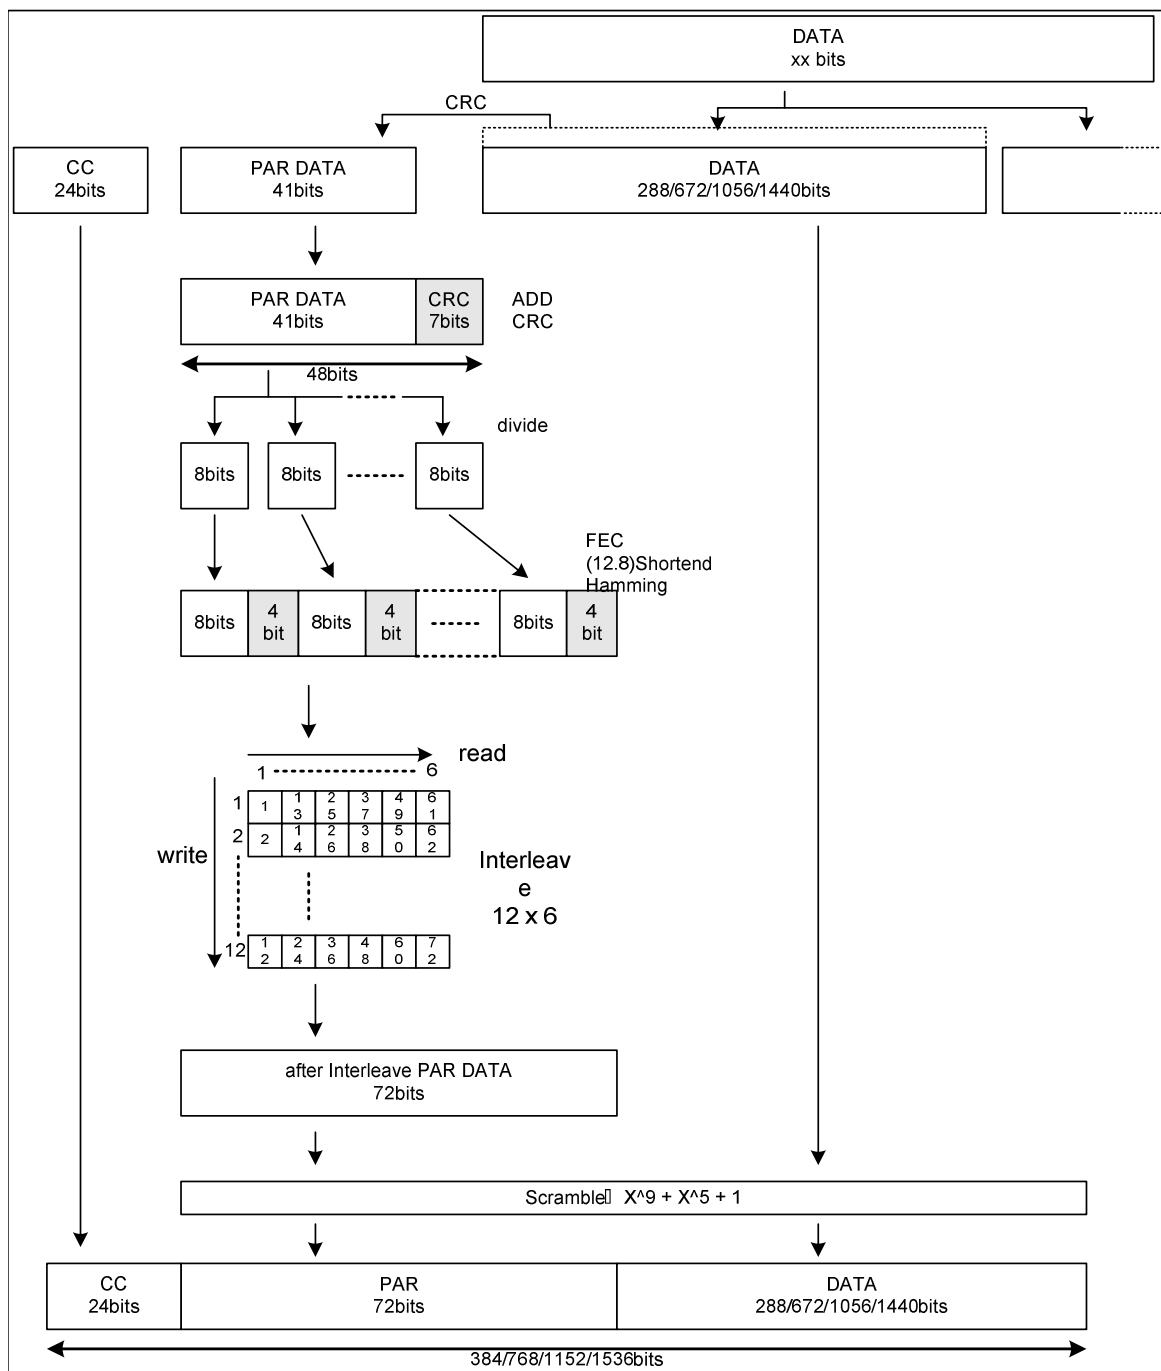 DATA
xx bits
CRC
CC
24bits
PAR DATA
41bits
DATA
288/672/1056/1440bits
PAR DATA
41bits
CRC
7bits
ADD
CRC
48bits
divide
8bits
8bits
8bits
FEC
(12.8)Shortend
Hamming
8bits
4
bit
8bits
4
bit
8bits
4
bit
read
1
6
1
1
1
3
2
5
3
7
4
9
6
1
2
2
1
4
2
6
3
8
5
0
6
2
write
Interleav
e
12 x 6
12
1
2
2
4
3
6
4
8
6
0
7
2
after Interleave PAR DATA
72bits
Scramble▯ X^9 + X^5 + 1
CC
24bits
PAR
72bits
DATA
288/672/1056/1440bits
384/768/1152/1536bits